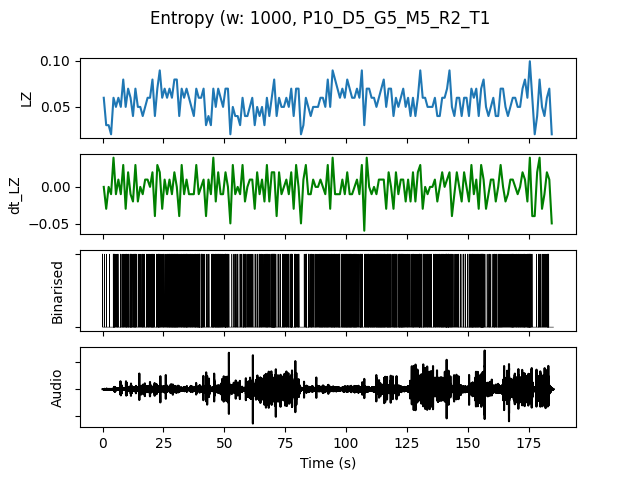 Entropy (w: 1000, P10_D5_G5_M5_R2_T1
0.10
0.05
LZ
0.00
−0.05
dt_LZ
Binarised
Audio
0 25 50 75 100 125 150 175
Time (s)